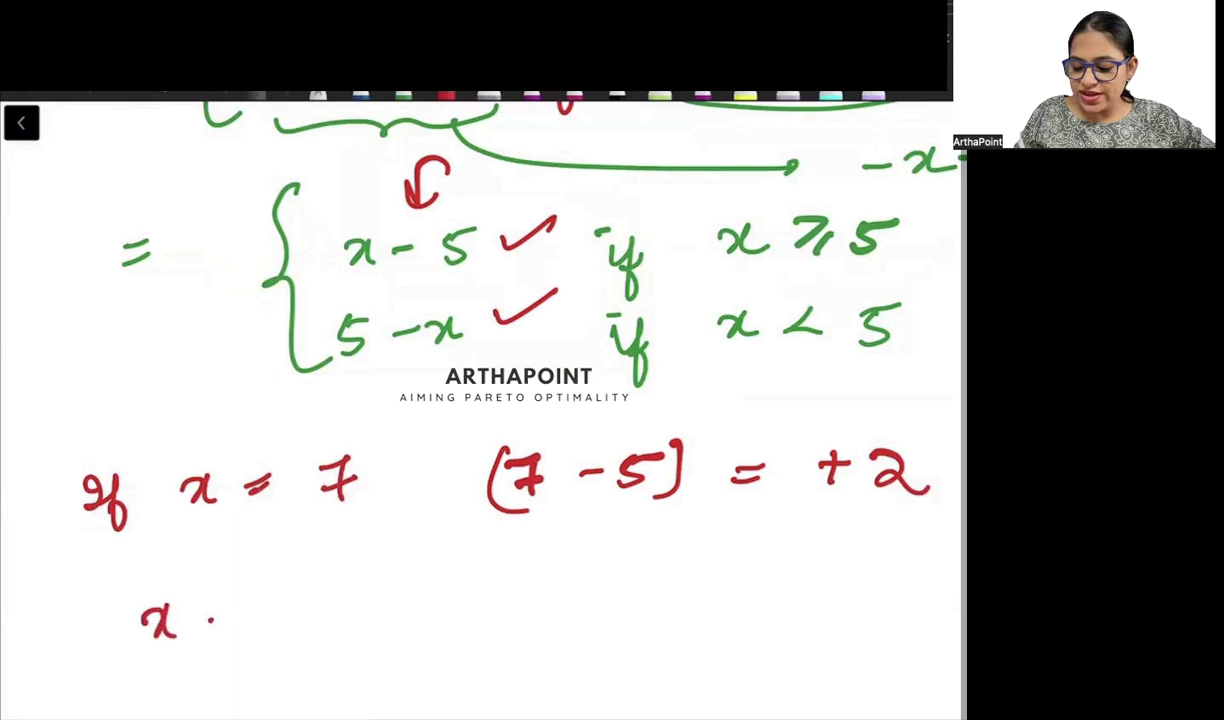 ArthaPoint
- x
= { x - 5 ✓ if x ⩾ 5
5 - x ✓ if x < 5
ARTHAPOINT
AIMING PARETO OPTIMALITY
If x = 7 (7 - 5) = + 2
x